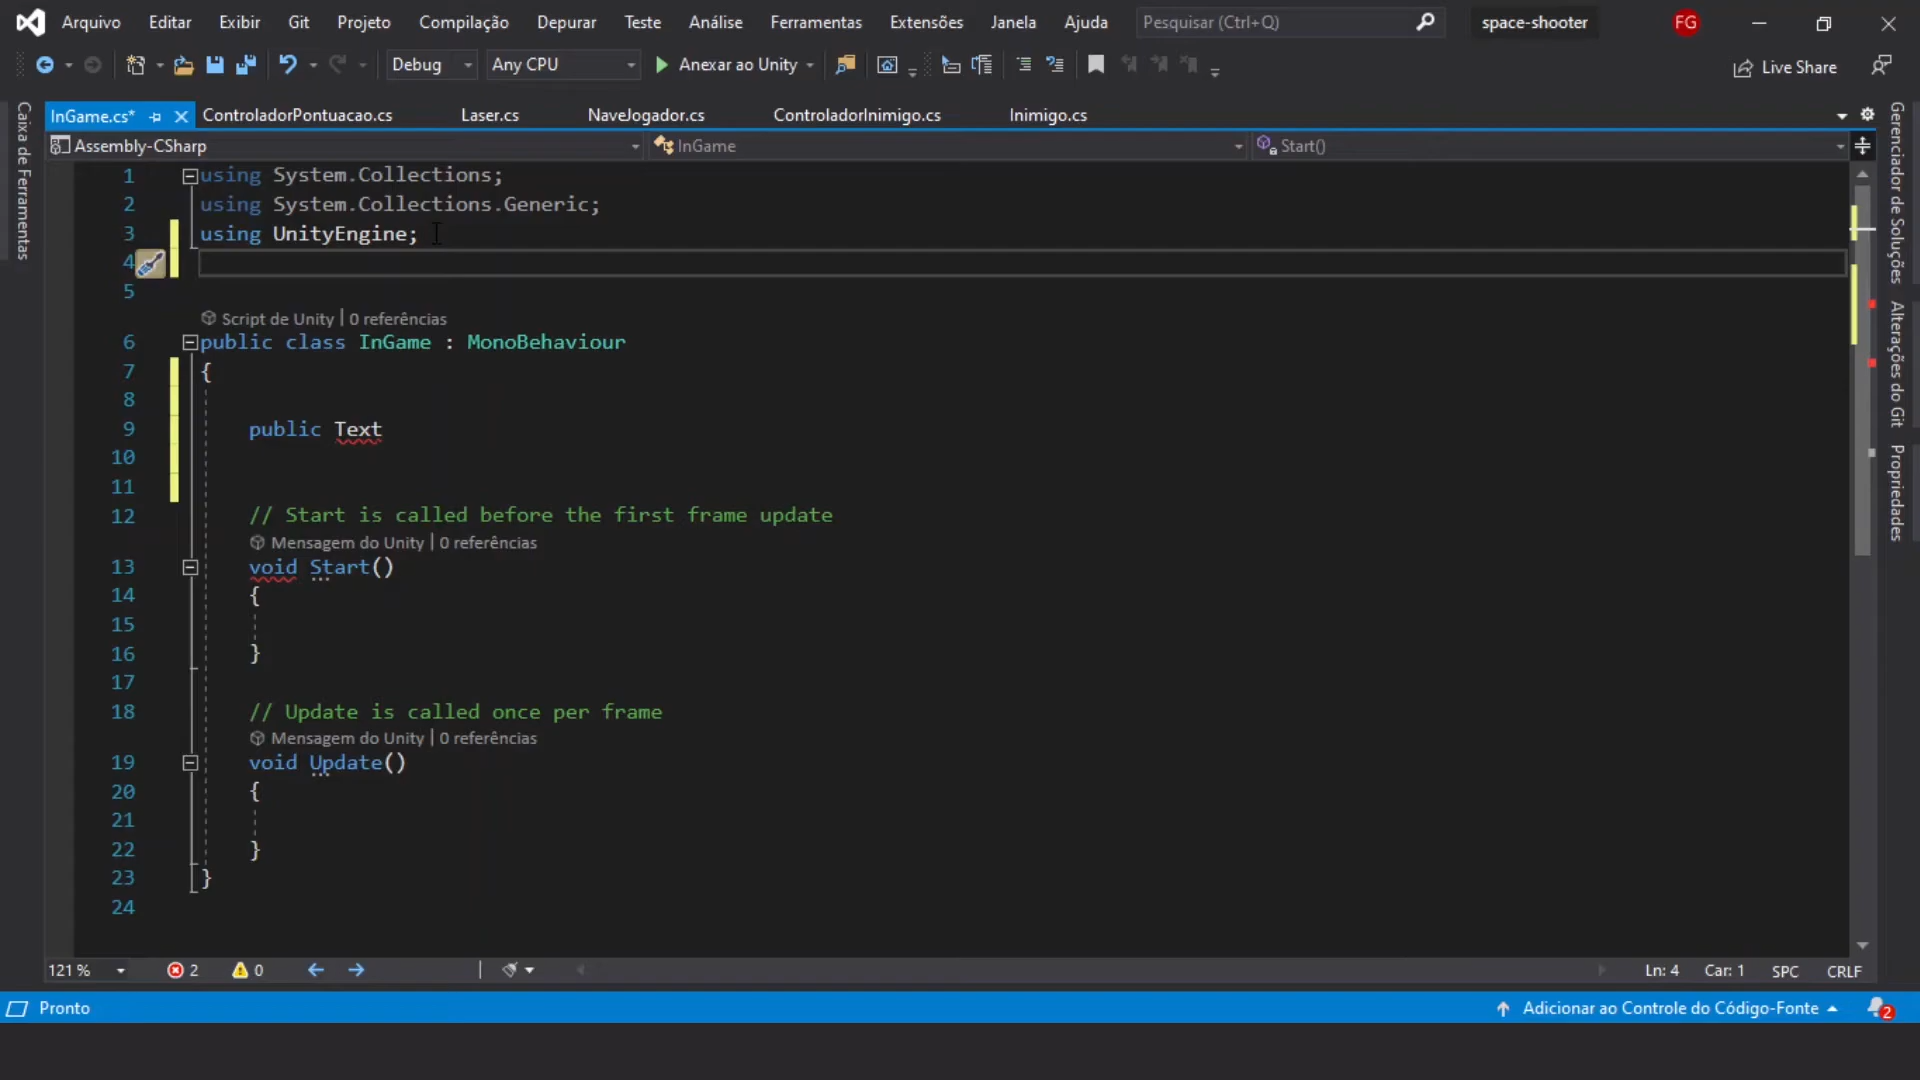 Arquivo Editar Exibir Git Projeto Compilação Depurar Teste Análise Ferramentas Extensões Janela Ajuda Pesquisar (Ctrl+Q) space-shooter FG
Debug Any CPU Anexar ao Unity Live Share
InGame.cs* ControladorPontuacao.cs Laser.cs NaveJogador.cs ControladorInimigo.cs Inimigo.cs
Assembly-CSharp InGame Start()
Caixa de Ferramentas
1 using System.Collections;
2 using System.Collections.Generic;
3 using UnityEngine;
4
5
Script de Unity | 0 referências
6 public class InGame : MonoBehaviour
7 {
8
9 public Text
10
11
12 // Start is called before the first frame update
Mensagem do Unity | 0 referências
13 void Start()
14 {
15
16 }
17
18 // Update is called once per frame
Mensagem do Unity | 0 referências
19 void Update()
20 {
21
22 }
23 }
24
Gerenciador de Soluções
Alterações do Git
Propriedades
121 % 2 0 Ln: 4 Car: 1 SPC CRLF
Pronto Adicionar ao Controle do Código-Fonte 2